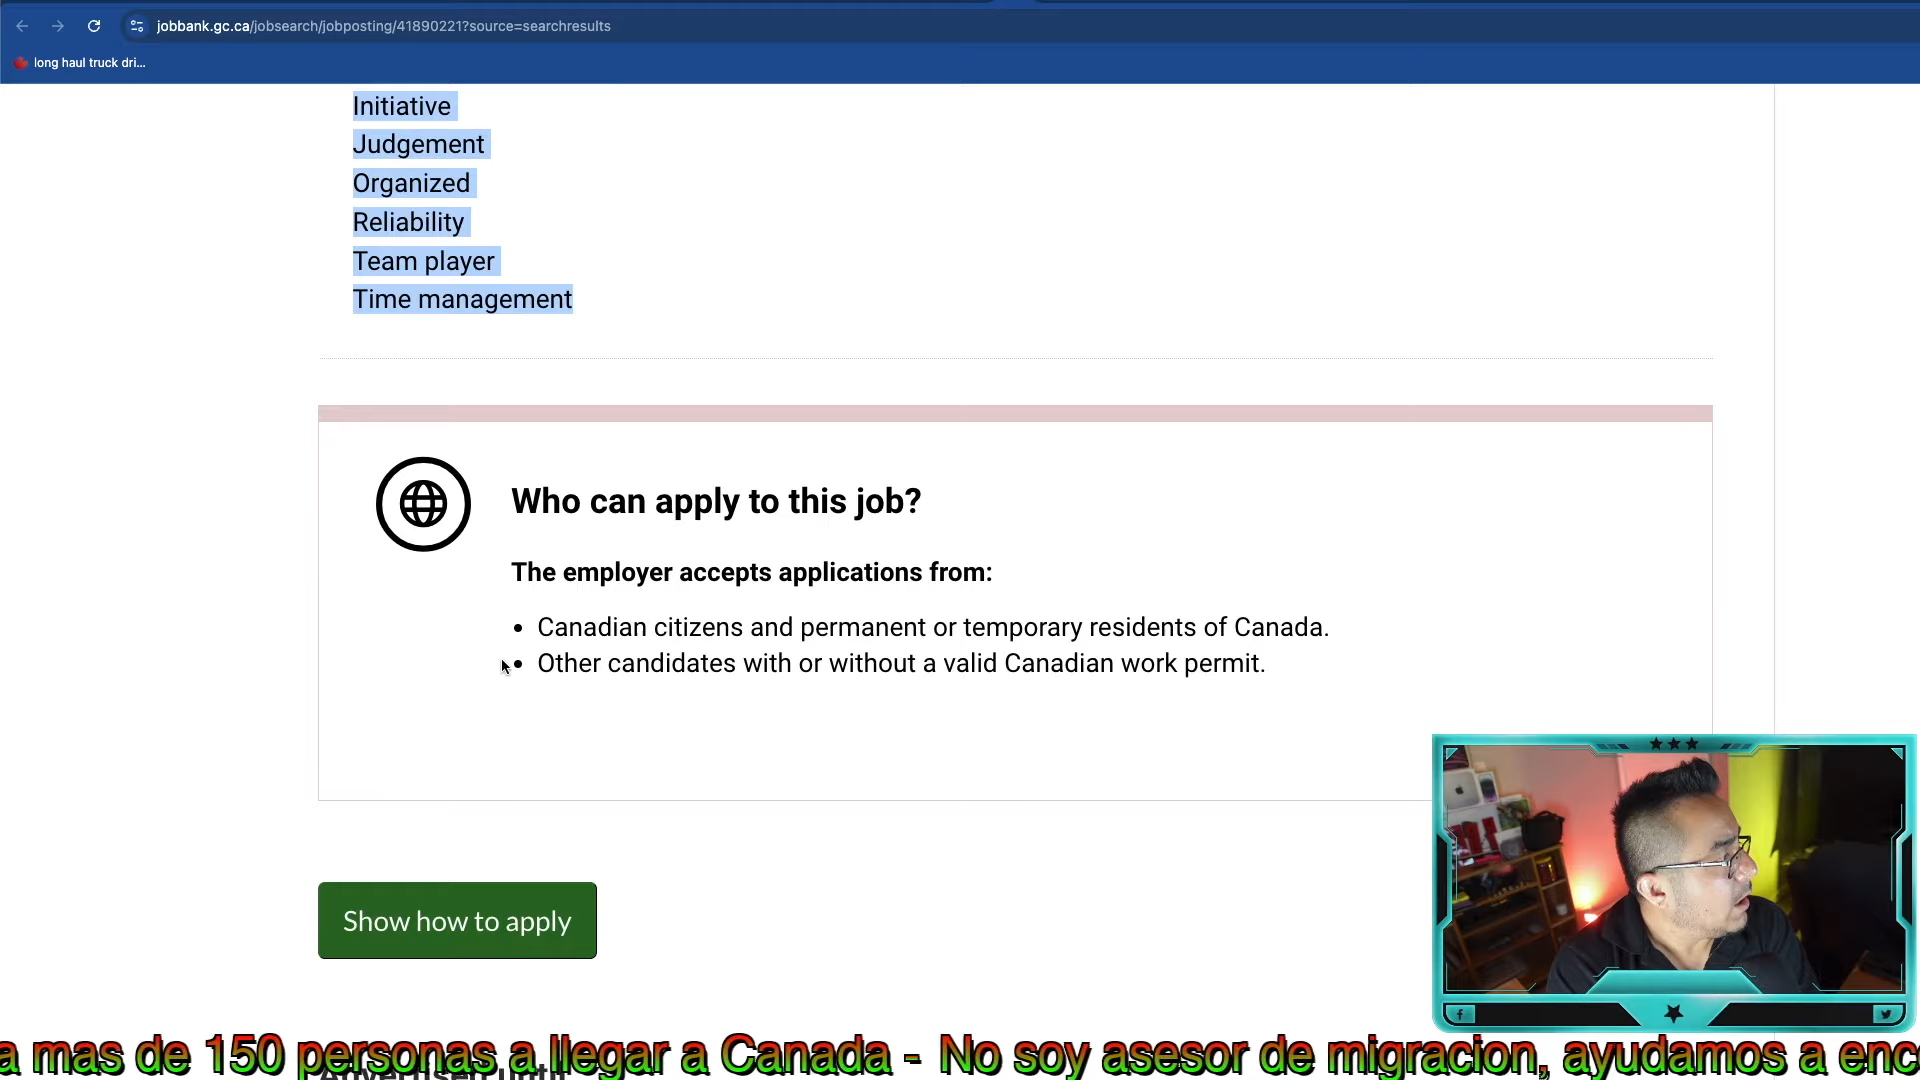 jobbank.gc.ca/jobsearch/jobposting/41890221?source=searchresults
long haul truck dri...
Initiative
Judgement
Organized
Reliability
Team player
Time management
Who can apply to this job?
The employer accepts applications from:
• Canadian citizens and permanent or temporary residents of Canada.
• Other candidates with or without a valid Canadian work permit.
Show how to apply
a mas de 150 personas a llegar a Canada - No soy asesor de migracion, ayudamos a enc
Advertised until